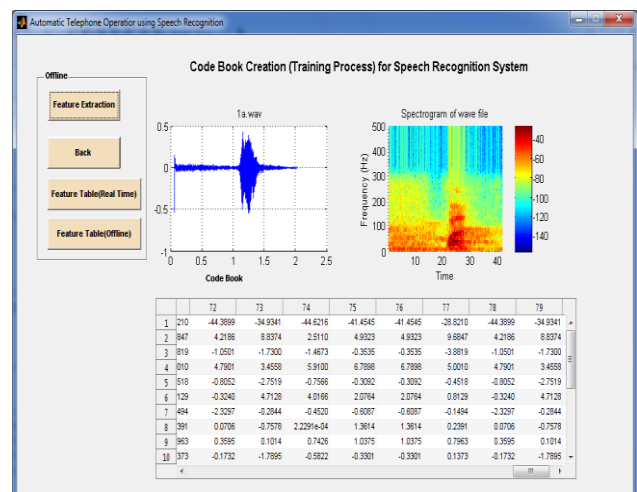 Automatic Telephone Operatior using Speech Recognition
Code Book Creation (Training Process) for Speech Recognition System
Offline
Feature Extraction
Back
Feature Table(Real Time)
Feature Table(Offline)
1a.wav
0.5
0
-0.5
-1
0 0.5 1 1.5 2 2.5
Code Book
Spectrogram of wave file
Frequency (Hz)
500
400
300
200
100
0
10 20 30 40
Time
-40
-60
-80
-100
-120
-140
72 73 74 75 76 77 78 79
1 210 -44.3899 -34.9341 -44.6216 -41.4545 -41.4545 -28.8210 -44.3899 -34.9341
2 847 4.2186 8.8374 2.5110 4.9323 4.9323 9.6847 4.2186 8.8374
3 819 -1.0501 -1.7300 -1.4673 -0.3535 -0.3535 -3.8819 -1.0501 -1.7300
4 010 4.7901 3.4558 5.9100 6.7898 6.7898 5.0010 4.7901 3.4558
5 518 -0.8052 -2.7519 -0.7566 -0.3092 -0.3092 -0.4518 -0.8052 -2.7519
6 129 -0.3240 4.7128 4.0166 2.0764 2.0764 0.8129 -0.3240 4.7128
7 494 -2.3297 -0.2844 -0.4520 -0.6087 -0.6087 -0.1494 -2.3297 -0.2844
8 391 0.0706 -0.7578 2.2291e-04 1.3614 1.3614 0.2391 0.0706 -0.7578
9 963 0.3595 0.1014 0.7426 1.0375 1.0375 0.7963 0.3595 0.1014
10 373 -0.1732 -1.7895 -0.5822 -0.3301 -0.3301 0.1373 -0.1732 -1.7895